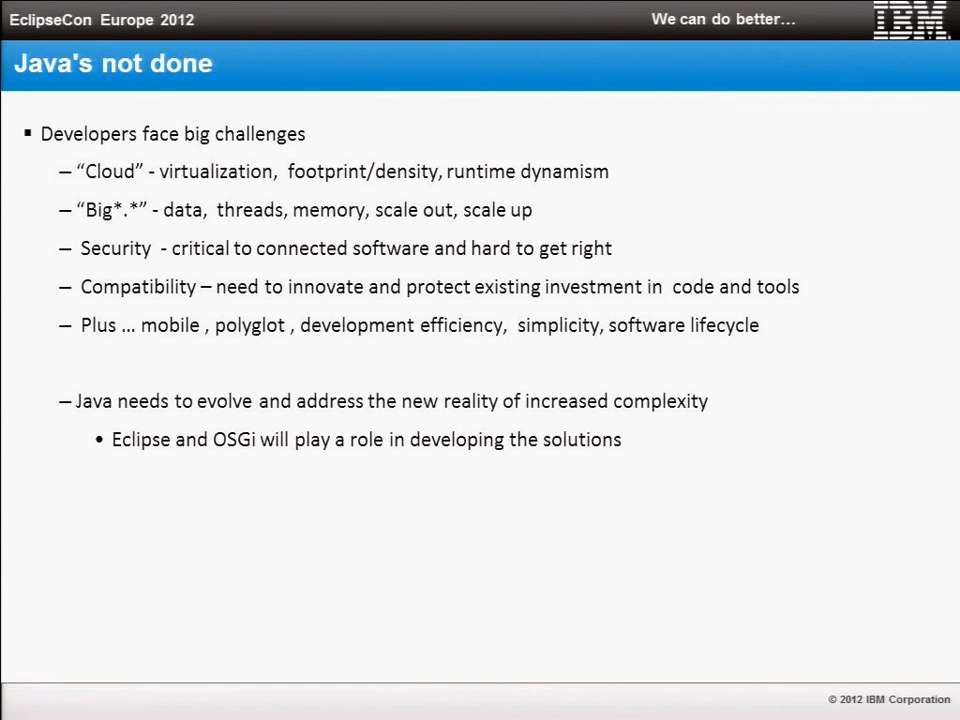 EclipseCon Europe 2012
We can do better...
IBM.
Java's not done
▪ Developers face big challenges
– “Cloud” - virtualization, footprint/density, runtime dynamism
– “Big*.*” - data, threads, memory, scale out, scale up
– Security - critical to connected software and hard to get right
– Compatibility – need to innovate and protect existing investment in code and tools
– Plus ... mobile , polyglot , development efficiency, simplicity, software lifecycle
– Java needs to evolve and address the new reality of increased complexity
• Eclipse and OSGi will play a role in developing the solutions
© 2012 IBM Corporation